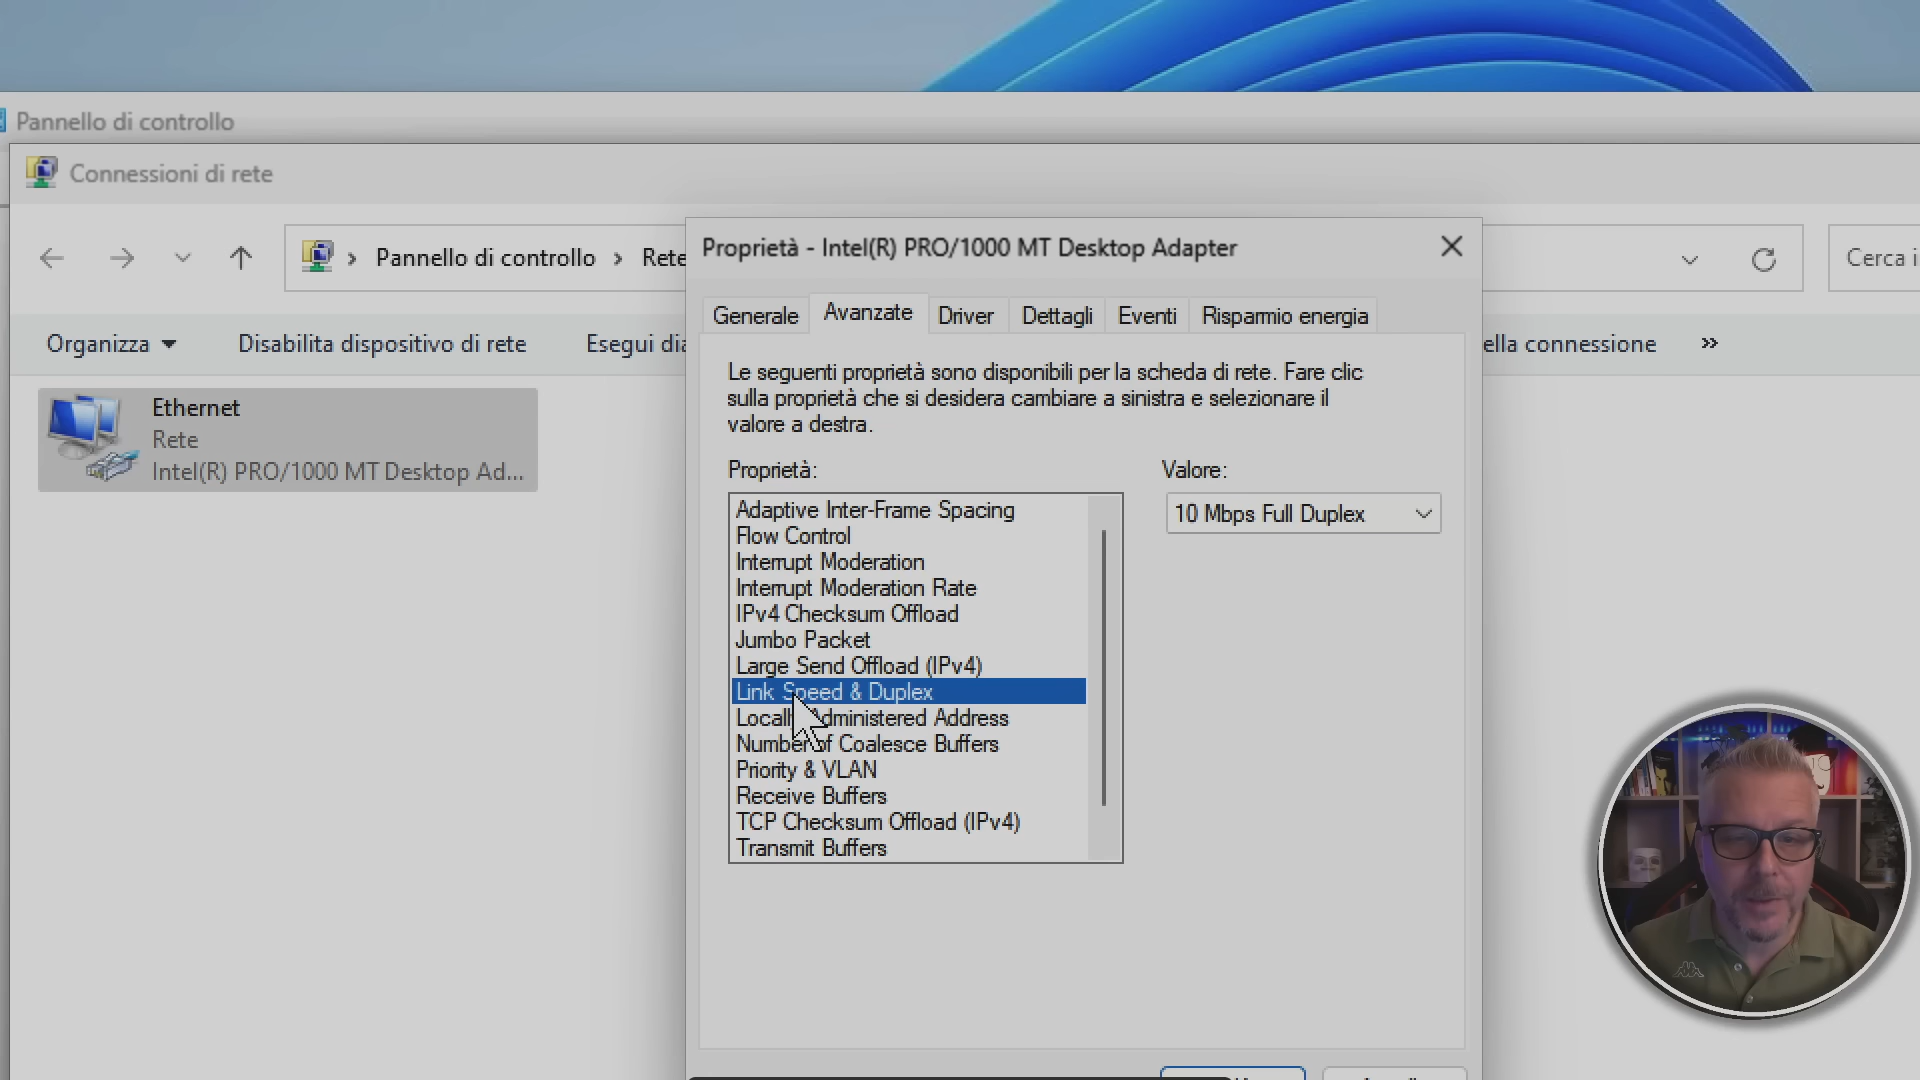 Pannello di controllo
Connessioni di rete
Pannello di controllo
Rete
Cerca
Organizza
Disabilita dispositivo di rete
Esegui
ella connessione
Ethernet
Rete
Intel(R) PRO/1000 MT Desktop Ad...
Proprietà - Intel(R) PRO/1000 MT Desktop Adapter
Generale
Avanzate
Driver
Dettagli
Eventi
Risparmio energia
Le seguenti proprietà sono disponibili per la scheda di rete. Fare clic
sulla proprietà che si desidera cambiare a sinistra e selezionare il
valore a destra.
Proprietà:
Valore:
Adaptive Inter-Frame Spacing
Flow Control
Interrupt Moderation
Interrupt Moderation Rate
IPv4 Checksum Offload
Jumbo Packet
Large Send Offload (IPv4)
Link Speed & Duplex
Locally Administered Address
Number of Coalesce Buffers
Priority & VLAN
Receive Buffers
TCP Checksum Offload (IPv4)
Transmit Buffers
10 Mbps Full Duplex